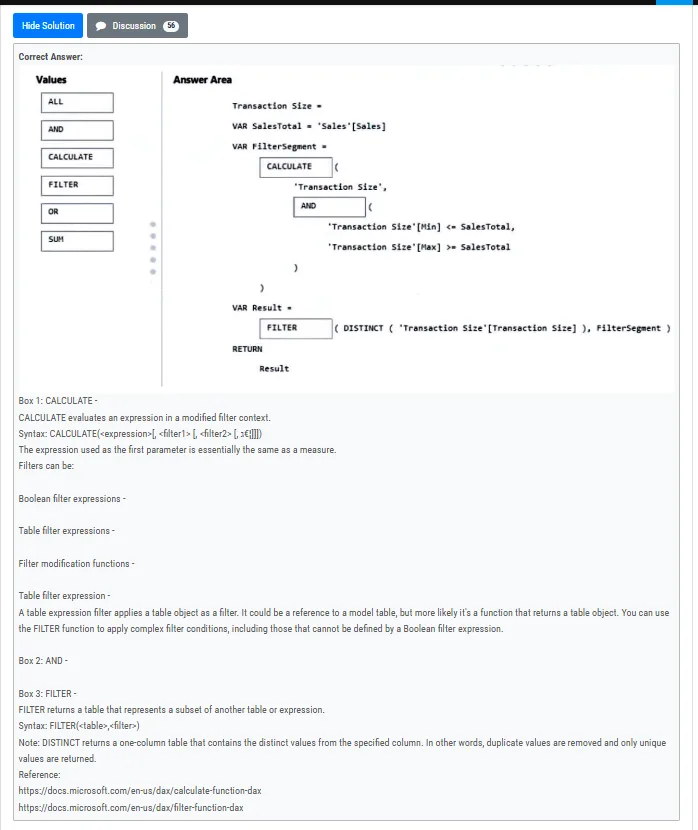 Hide Solution
Discussion 56
Correct Answer:
Values
Answer Area
ALL
AND
CALCULATE
FILTER
OR
SUM
Transaction Size =
VAR SalesTotal = 'Sales'[Sales]
VAR FilterSegment =
CALCULATE (
'Transaction Size',
AND (
'Transaction Size'[Min] <= SalesTotal,
'Transaction Size'[Max] >= SalesTotal
)
)
VAR Result =
FILTER ( DISTINCT ( 'Transaction Size'[Transaction Size] ), FilterSegment )
RETURN
Result
Box 1: CALCULATE -
CALCULATE evaluates an expression in a modified filter context.
Syntax: CALCULATE(<expression>[, <filter1> [, <filter2> [,
The expression used as the first parameter is essentially the same as a measure.
Filters can be:
Boolean filter expressions -
Table filter expressions -
Filter modification functions -
Table filter expression -
A table expression filter applies a table object as a filter. It could be a reference to a model table, but more likely it's a function that returns a table object. You can use
the FILTER function to apply complex filter conditions, including those that cannot be defined by a Boolean filter expression.
Box 2: AND -
Box 3: FILTER -
FILTER returns a table that represents a subset of another table or expression.
Syntax: FILTER(<table>,<filter>)
Note: DISTINCT returns a one-column table that contains the distinct values from the specified column. In other words, duplicate values are removed and only unique
values are returned.
Reference:
https://docs.microsoft.com/en-us/dax/calculate-function-dax
https://docs.microsoft.com/en-us/dax/filter-function-dax